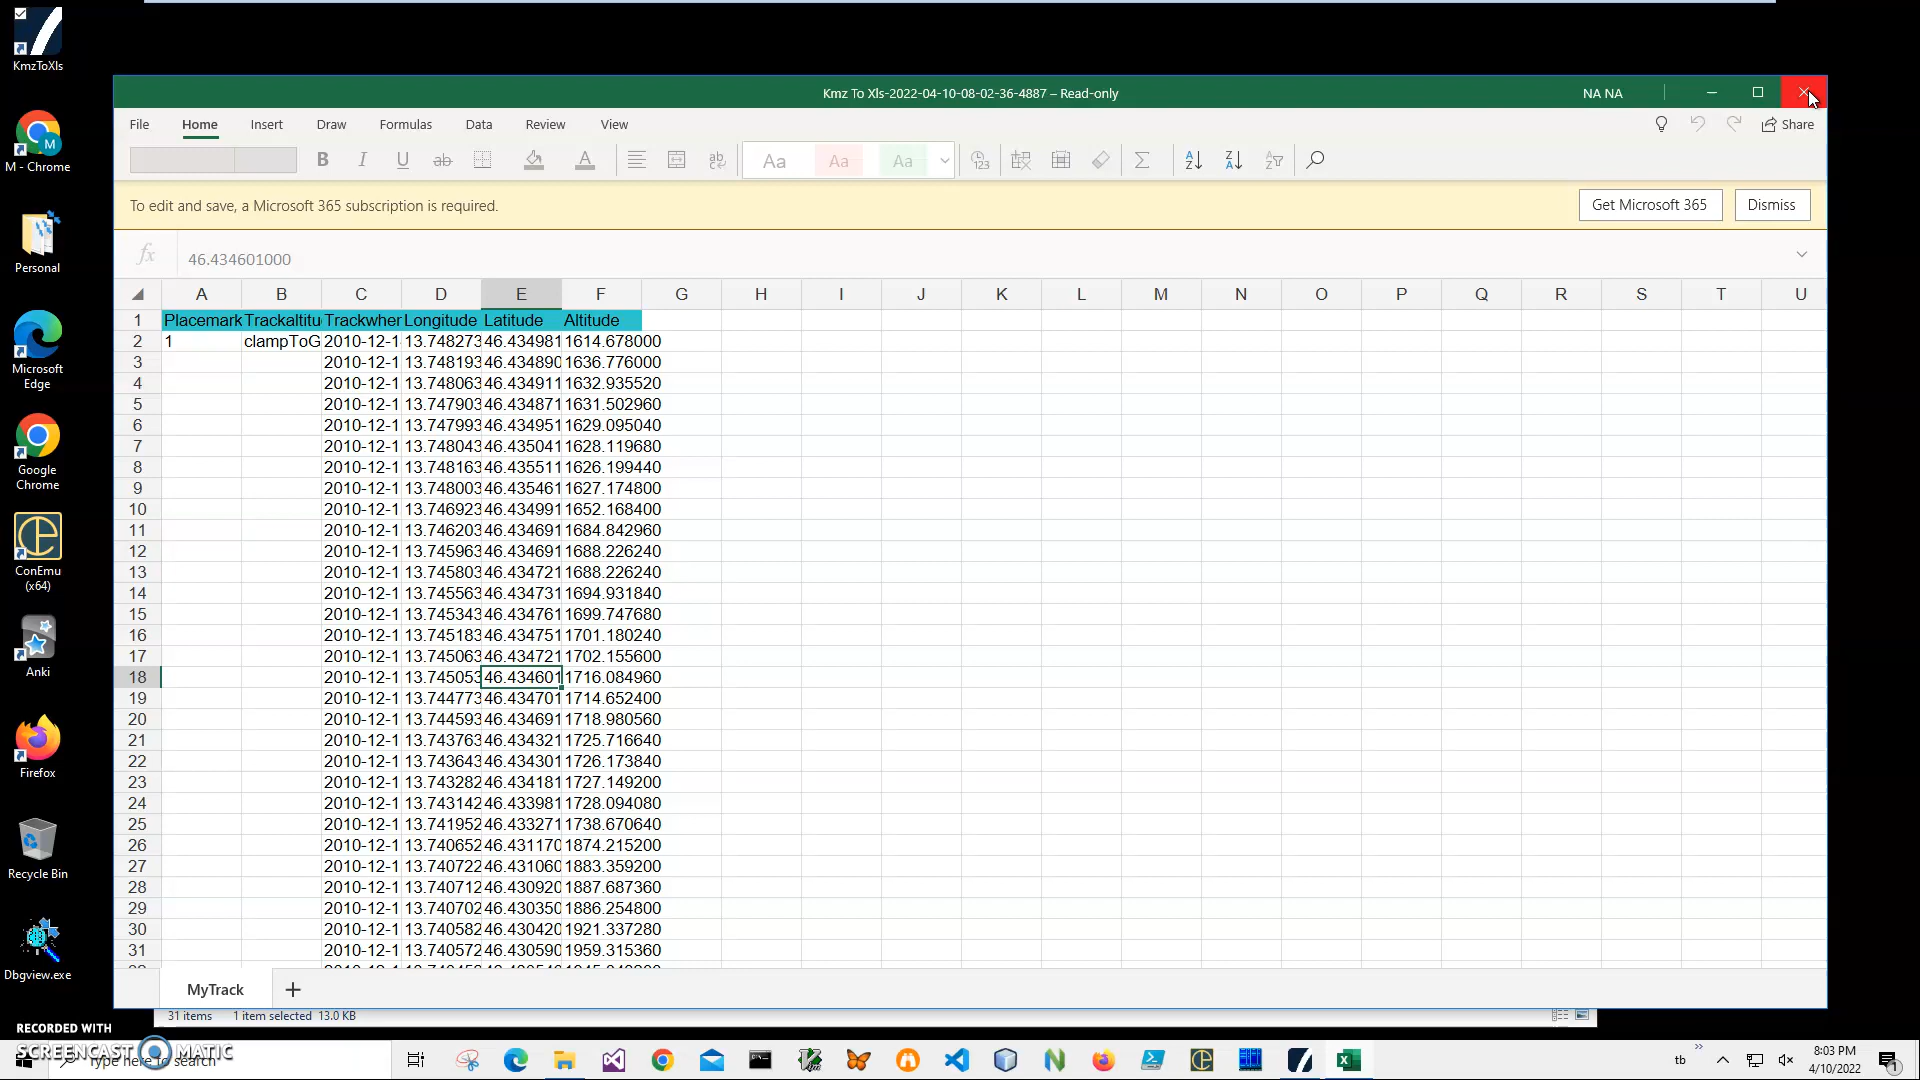 KmzToXls
M - Chrome
Personal
Microsoft
Edge
Google
Chrome
ConEmu
(x64)
Anki
Firefox
Recycle Bin
Dbgview.exe
Kmz To Xls-2022-04-10-08-02-36-4887 – Read-only
NA NA
File Home Insert Draw Formulas Data Review View
Share
B I U ab Aa Aa Aa
To edit and save, a Microsoft 365 subscription is required.
Get Microsoft 365 Dismiss
fx 46.434601000
A B C D E F G H I J K L M N O P Q R S T U
1 Placemark Trackaltitu Trackwher Longitude Latitude Altitude
2 1 clampToG 2010-12-1 13.748273 46.434981 1614.678000
3 2010-12-1 13.748193 46.434890 1636.776000
4 2010-12-1 13.748063 46.434911 1632.935520
5 2010-12-1 13.747903 46.434871 1631.502960
6 2010-12-1 13.747993 46.434951 1629.095040
7 2010-12-1 13.748043 46.435041 1628.119680
8 2010-12-1 13.748163 46.435511 1626.199440
9 2010-12-1 13.748003 46.435461 1627.174800
10 2010-12-1 13.746923 46.434991 1652.168400
11 2010-12-1 13.746203 46.434691 1684.842960
12 2010-12-1 13.745963 46.434691 1688.226240
13 2010-12-1 13.745803 46.434721 1688.226240
14 2010-12-1 13.745563 46.434731 1694.931840
15 2010-12-1 13.745343 46.434761 1699.747680
16 2010-12-1 13.745183 46.434751 1701.180240
17 2010-12-1 13.745063 46.434721 1702.155600
18 2010-12-1 13.745053 46.434601 1716.084960
19 2010-12-1 13.744773 46.434701 1714.652400
20 2010-12-1 13.744593 46.434691 1718.980560
21 2010-12-1 13.743763 46.434321 1725.716640
22 2010-12-1 13.743643 46.434301 1726.173840
23 2010-12-1 13.743282 46.434181 1727.149200
24 2010-12-1 13.743142 46.433981 1728.094080
25 2010-12-1 13.741952 46.433271 1738.670640
26 2010-12-1 13.740652 46.431170 1874.215200
27 2010-12-1 13.740722 46.431060 1883.359200
28 2010-12-1 13.740712 46.430920 1887.687360
29 2010-12-1 13.740702 46.430350 1886.254800
30 2010-12-1 13.740582 46.430420 1921.337280
31 2010-12-1 13.740572 46.430590 1959.315360
MyTrack
31 items 1 item selected 13.0 KB
RECORDED WITH
SCREENCAST MATIC
Type here to search
tb
8:03 PM
4/10/2022